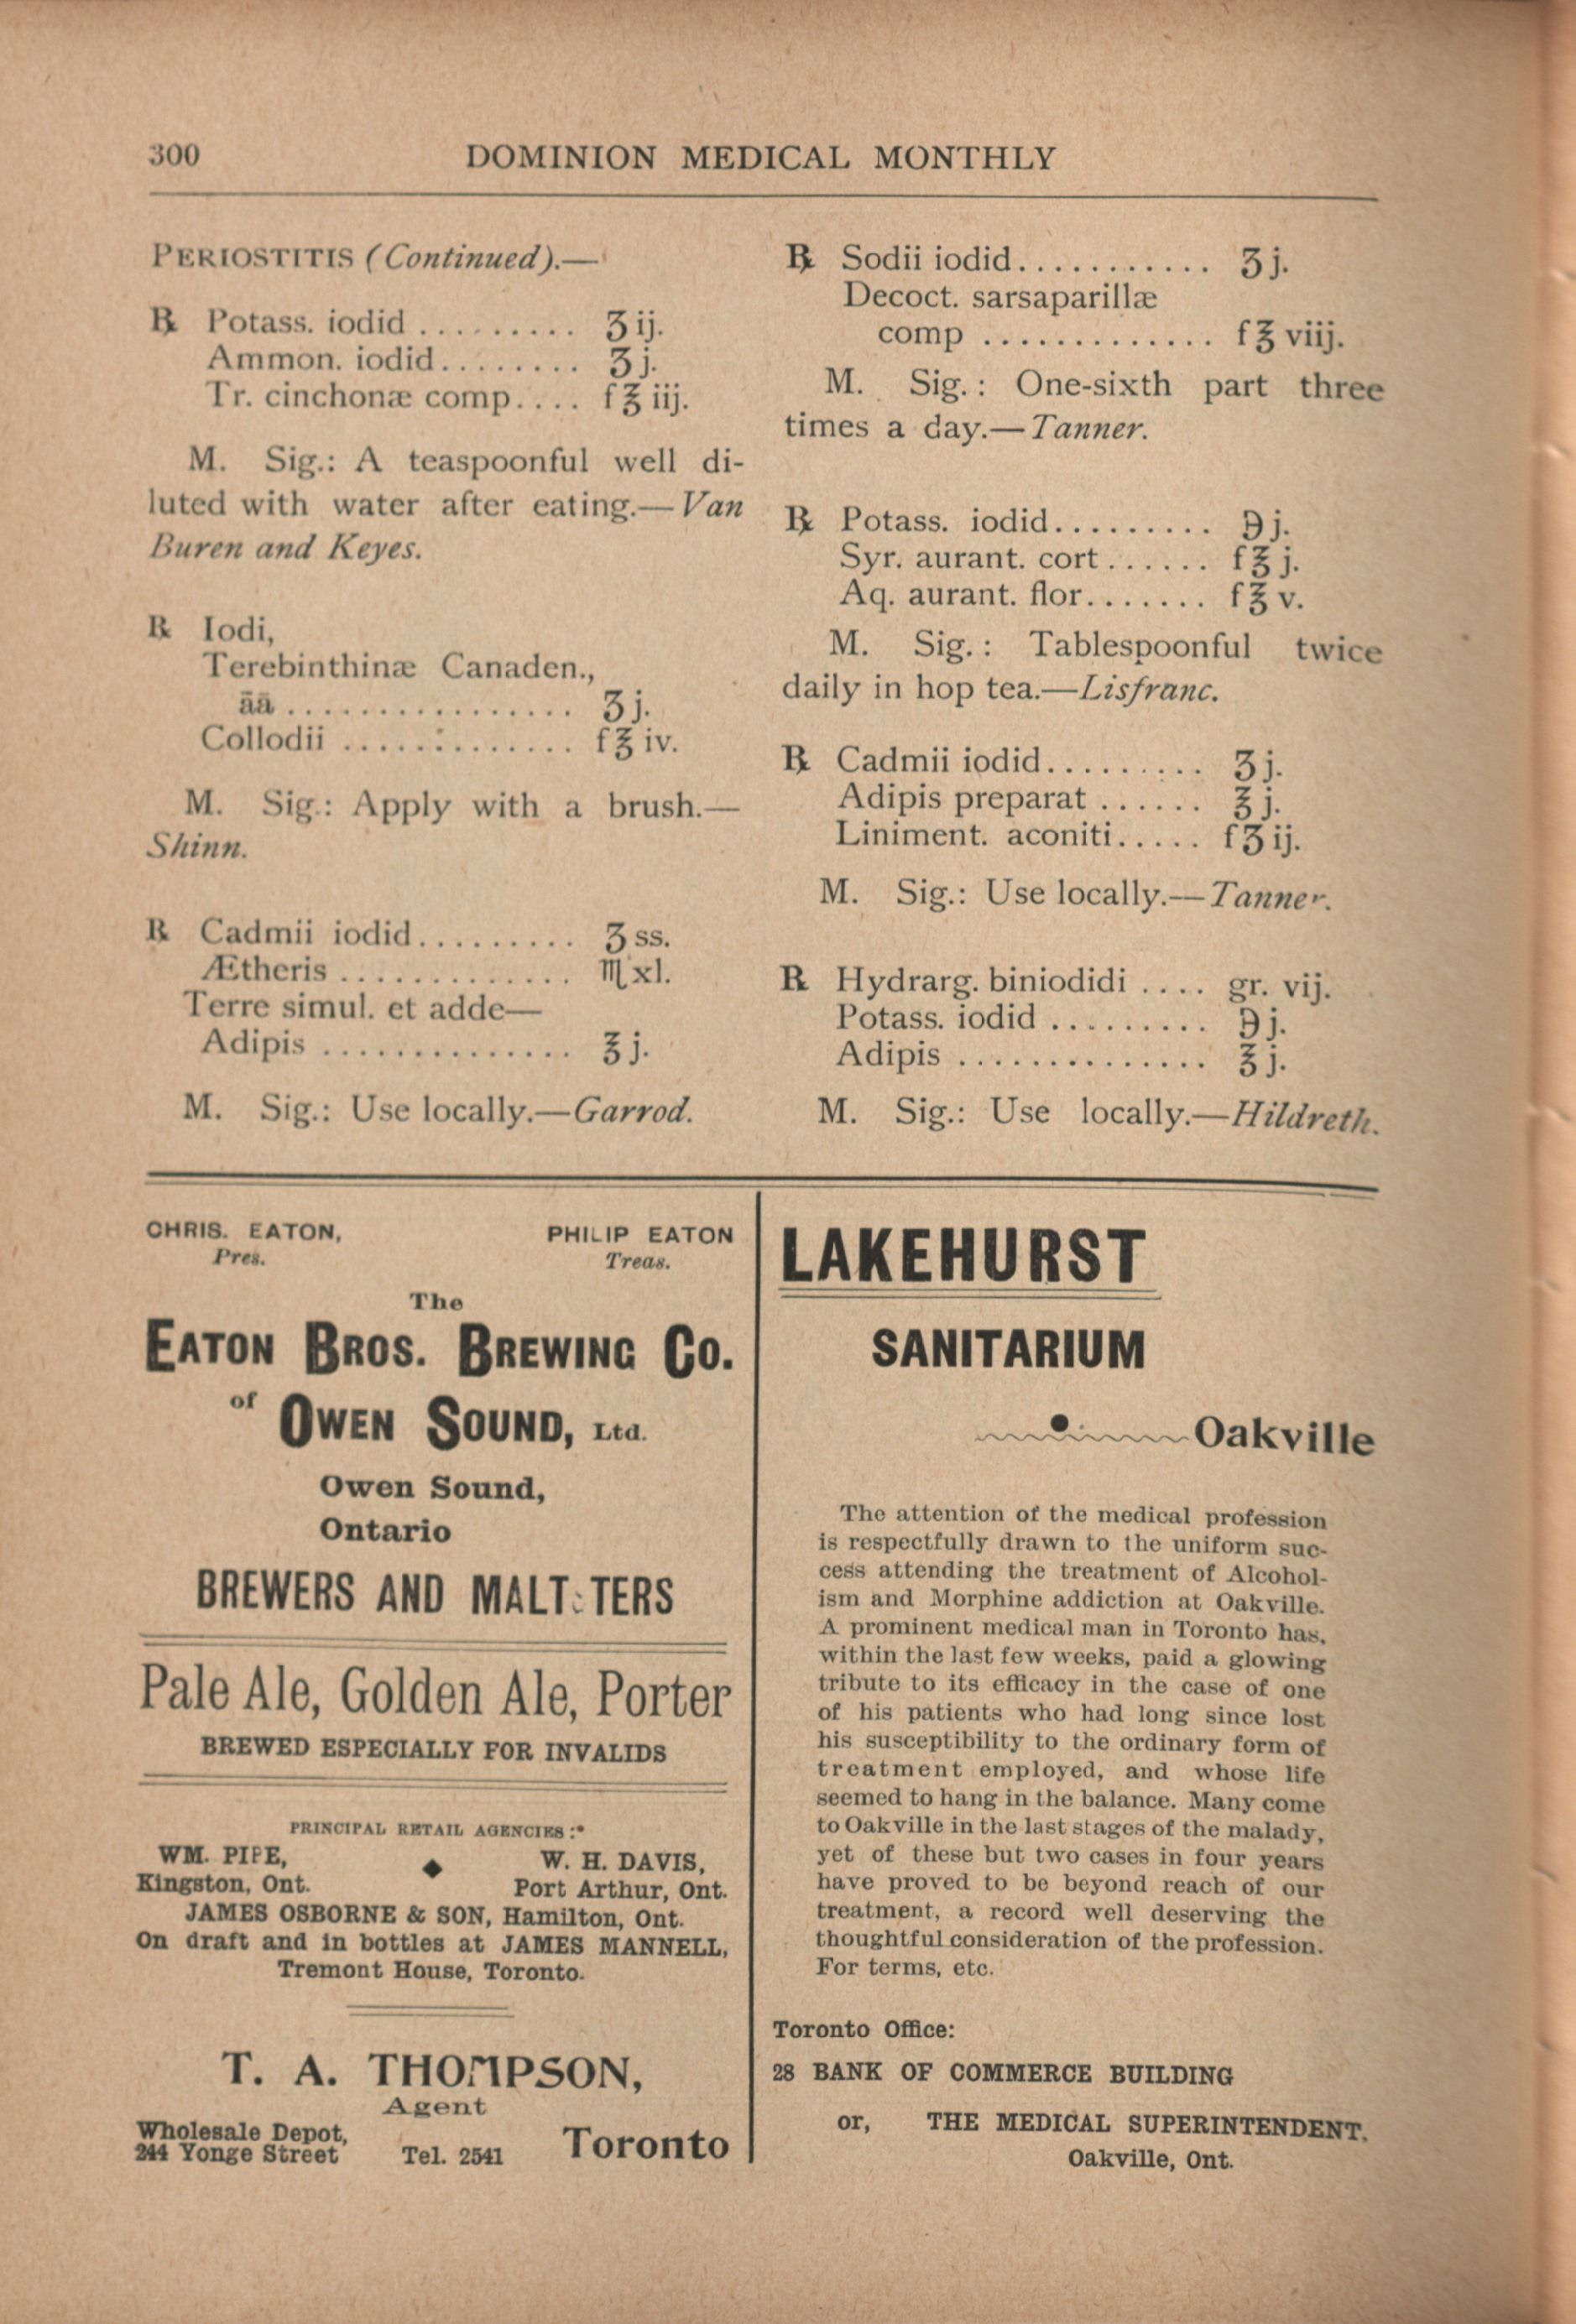 300 DOMINION MEDICAL MONTHLY
PERIOSTITIS (Continued).—
℞ Potass. iodid ......... ʒ ij.
Ammon. iodid........ ʒ j.
Tr. cinchonæ comp.... f ℥ iij.
M. Sig.: A teaspoonful well di-
luted with water after eating.—Van
Buren and Keyes.
℞ Iodi,
Terebinthinæ Canaden.,
āā ................ ʒ j.
Collodii ............. f ℥ iv.
M. Sig.: Apply with a brush.—
Shinn.
℞ Cadmii iodid......... ʒ ss.
Ætheris ............. ♏ xl.
Terre simul. et adde—
Adipis .............. ℥ j.
M. Sig.: Use locally.—Garrod.
℞ Sodii iodid........... ʒ j.
Decoct. sarsaparillæ
comp ............. f ℥ viij.
M. Sig.: One-sixth part three
times a day.—Tanner.
℞ Potass. iodid......... ℈ j.
Syr. aurant. cort ...... f ℥ j.
Aq. aurant. flor....... f ℥ v.
M. Sig.: Tablespoonful twice
daily in hop tea.—Lisfranc.
℞ Cadmii iodid......... ʒ j.
Adipis preparat ...... ℥ j.
Liniment. aconiti..... f ʒ ij.
M. Sig.: Use locally.—Tanner.
℞ Hydrarg. biniodidi .... gr. vij.
Potass. iodid ......... ℈ j.
Adipis .............. ℥ j.
M. Sig.: Use locally.—Hildreth.
CHRIS. EATON, PHILIP EATON
Pres. Treas.
The
EATON BROS. BREWING CO.
of OWEN SOUND, Ltd.
Owen Sound,
Ontario
BREWERS AND MALT:TERS
Pale Ale, Golden Ale, Porter
BREWED ESPECIALLY FOR INVALIDS
PRINCIPAL RETAIL AGENCIES:
WM. PIPE, W. H. DAVIS,
Kingston, Ont. Port Arthur, Ont.
JAMES OSBORNE & SON, Hamilton, Ont.
On draft and in bottles at JAMES MANNELL,
Tremont House, Toronto.
T. A. THOMPSON,
Agent
Wholesale Depot,
244 Yonge Street Tel. 2541 Toronto
LAKEHURST
SANITARIUM
Oakville
The attention of the medical profession
is respectfully drawn to the uniform suc-
cess attending the treatment of Alcohol-
ism and Morphine addiction at Oakville.
A prominent medical man in Toronto has,
within the last few weeks, paid a glowing
tribute to its efficacy in the case of one
of his patients who had long since lost
his susceptibility to the ordinary form of
treatment employed, and whose life
seemed to hang in the balance. Many come
to Oakville in the last stages of the malady,
yet of these but two cases in four years
have proved to be beyond reach of our
treatment, a record well deserving the
thoughtful consideration of the profession.
For terms, etc.
Toronto Office:
28 BANK OF COMMERCE BUILDING
or, THE MEDICAL SUPERINTENDENT.
Oakville, Ont.